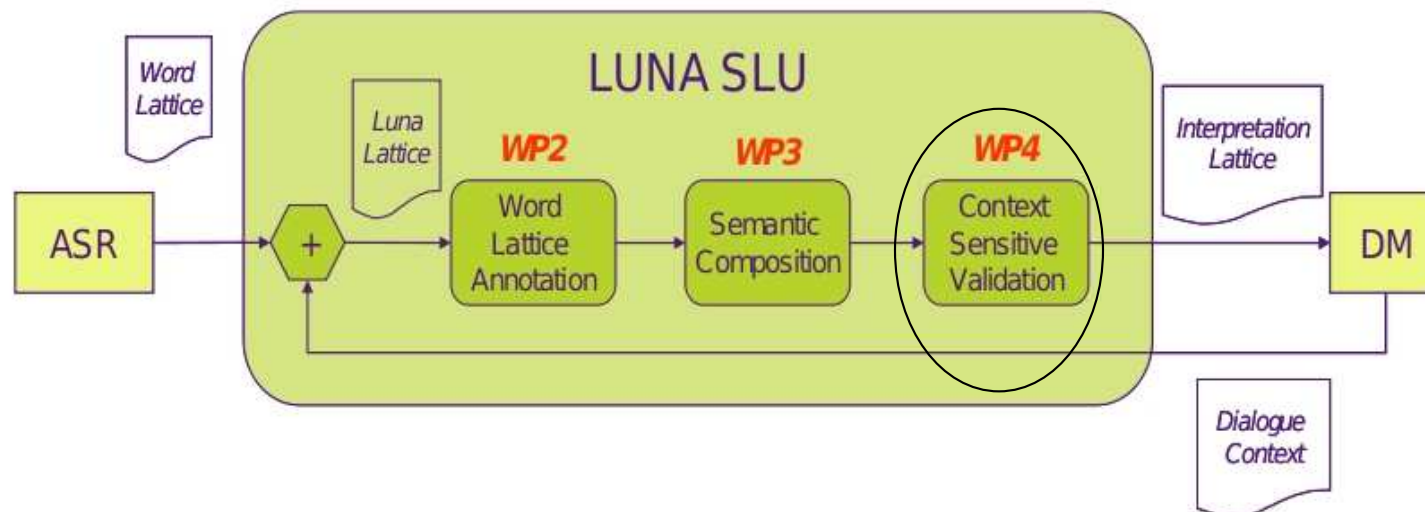 LUNA SLU
Word
Lattice
Luna
Lattice
WP2
WP3
WP4
Interpretation
Lattice
ASR
+
Word
Lattice
Annotation
Semantic
Composition
Context
Sensitive
Validation
DM
Dialogue
Context